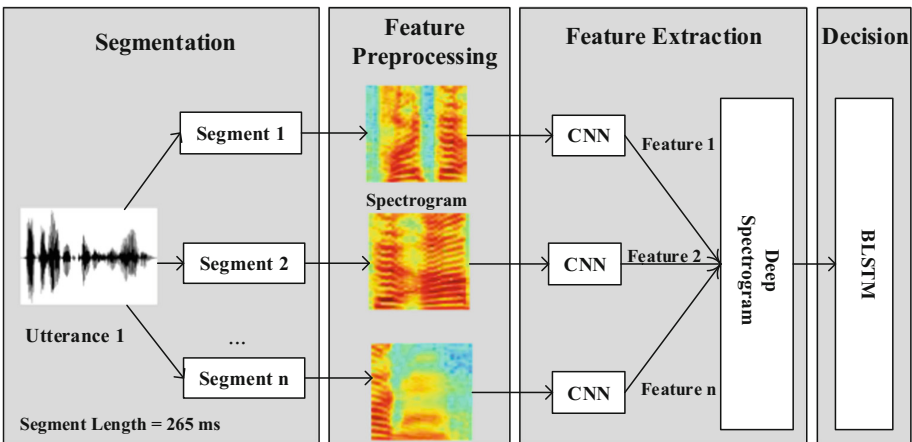 Segmentation
Utterance 1
Segment 1
Segment 2
...
Segment n
Segment Length = 265 ms
Feature
Preprocessing
Spectrogram
Feature Extraction
CNN
CNN
CNN
Feature 1
Feature 2
Feature n
Deep
Spectrogram
Decision
BLSTM